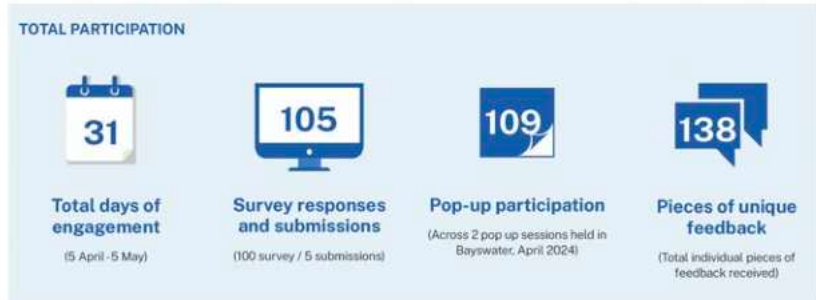 TOTAL PARTICIPATION
31
Total days of
engagement
(5 April - 5 May)
105
Survey responses
and submissions
(100 survey / 5 submissions)
109
Pop-up participation
(Across 2 pop up sessions held in
Bayswater, April 2024)
138
Pieces of unique
feedback
(Total individual pieces of
feedback received)